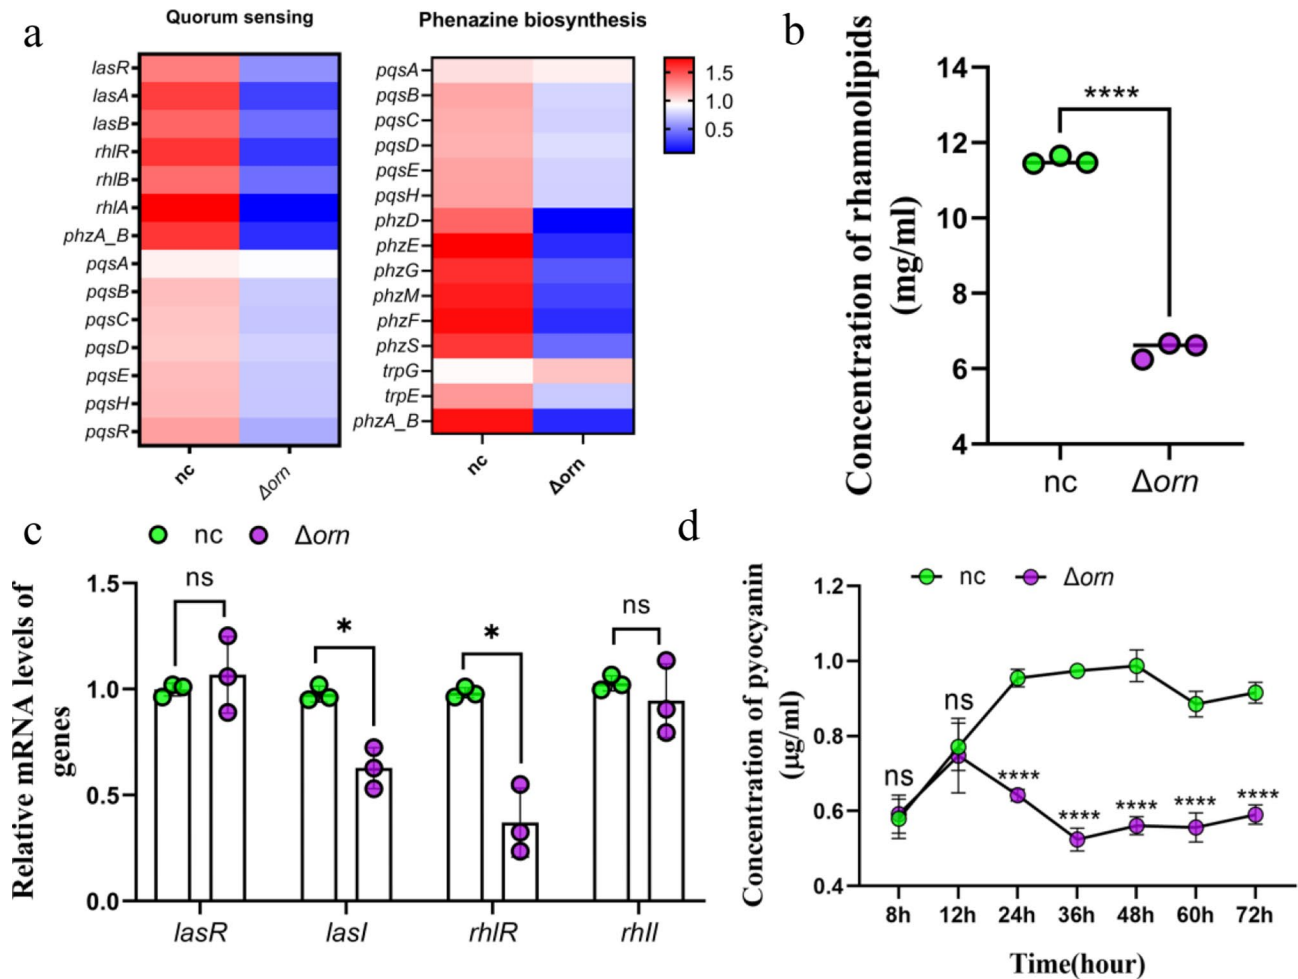 a
Quorum sensing
lasR
lasA
lasB
rhlR
rhlB
rhlA
phzA_B
pqsA
pqsB
pqsC
pqsD
pqsE
pqsH
pqsR
nc
Δorn
Phenazine biosynthesis
pqsA
pqsB
pqsC
pqsD
pqsE
pqsH
phzD
phzE
phzG
phzM
phzF
phzS
trpG
trpE
phzA_B
nc
Δorn
1.5
1.0
0.5
b
Concentration of rhamnolipids
(mg/ml)
14
12
10
8
6
4
****
nc
Δorn
c
nc
Δorn
Relative mRNA levels of
genes
1.5
1.0
0.5
0.0
ns
*
*
ns
lasR
lasI
rhlR
rhlI
d
nc
Δorn
Concentration of pyocyanin
(μg/ml)
1.2
1.0
0.8
0.6
0.4
ns
ns
****
****
****
****
****
8h
12h
24h
36h
48h
60h
72h
Time(hour)